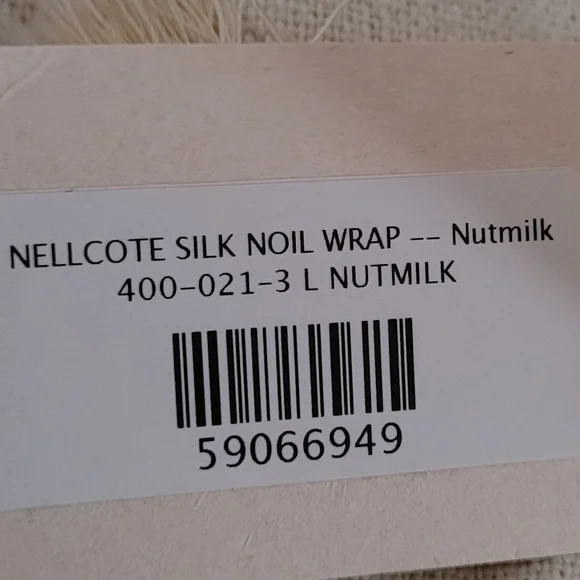 NELLCOTE SILK NOIL WRAP -- Nutmilk
400-021-3 L NUTMILK
59066949